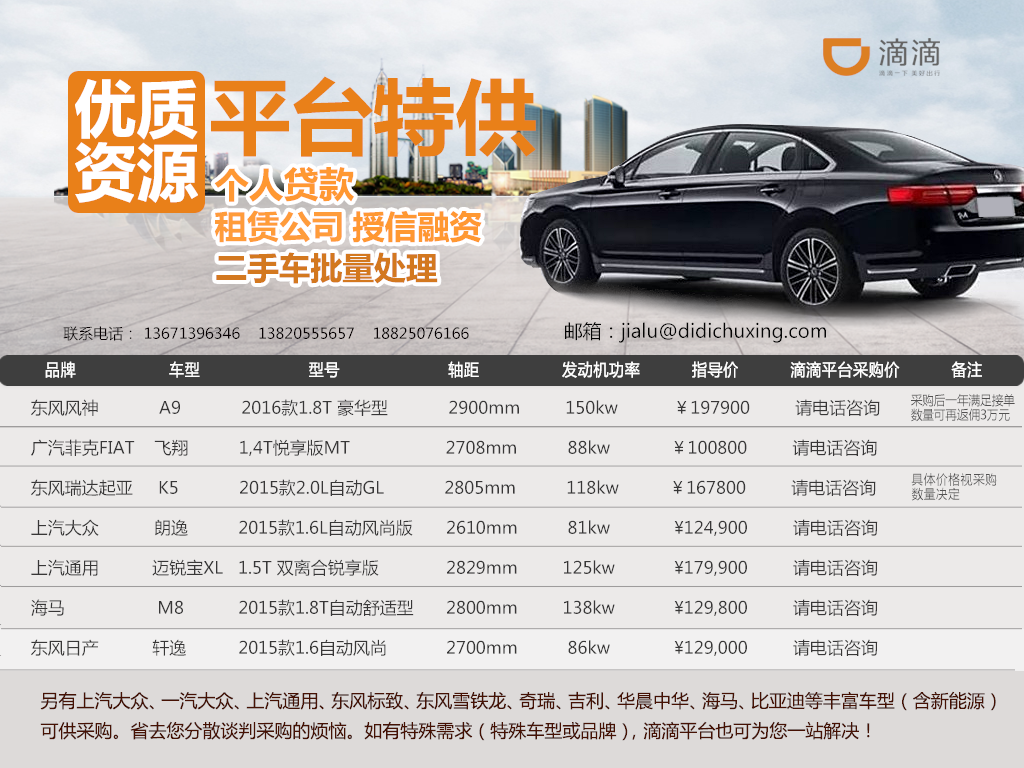 滴滴
滴滴一下 美好出行
优质
资源
平台特供
个人贷款
租赁公司 授信融资
二手车批量处理
联系电话： 13671396346 13820555657 18825076166
邮箱：jialu@didichuxing.com
品牌 车型 型号 轴距 发动机功率 指导价 滴滴平台采购价 备注
东风风神 A9 2016款1.8T 豪华型 2900mm 150kw ￥197900 请电话咨询 采购后一年满足接单
数量可再返佣3万元
广汽菲克FIAT 飞翔 1,4T悦享版MT 2708mm 88kw ￥100800 请电话咨询
东风瑞达起亚 K5 2015款2.0L自动GL 2805mm 118kw ￥167800 请电话咨询 具体价格视采购
数量决定
上汽大众 朗逸 2015款1.6L自动风尚版 2610mm 81kw ¥124,900 请电话咨询
上汽通用 迈锐宝XL 1.5T 双离合锐享版 2829mm 125kw ¥179,900 请电话咨询
海马 M8 2015款1.8T自动舒适型 2800mm 138kw ¥129,800 请电话咨询
东风日产 轩逸 2015款1.6自动风尚 2700mm 86kw ¥129,000 请电话咨询
另有上汽大众、一汽大众、上汽通用、东风标致、东风雪铁龙、奇瑞、吉利、华晨中华、海马、比亚迪等丰富车型（含新能源）
可供采购。省去您分散谈判采购的烦恼。如有特殊需求（特殊车型或品牌），滴滴平台也可为您一站解决！